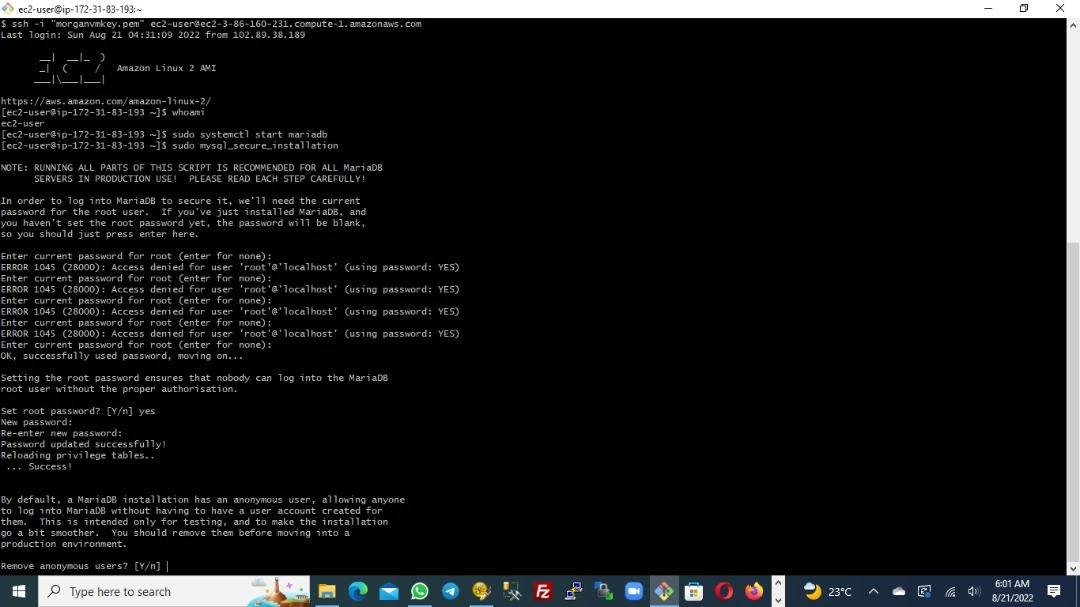 ec2-user@ip-172-31-83-193:~
$ ssh -i "morganvmkey.pem" ec2-user@ec2-3-86-160-231.compute-1.amazonaws.com
Last login: Sun Aug 21 04:31:09 2022 from 102.89.38.189
__|  __|_  )
_|  (     /   Amazon Linux 2 AMI
___|\___|___|
https://aws.amazon.com/amazon-linux-2/
[ec2-user@ip-172-31-83-193 ~]$ whoami
ec2-user
[ec2-user@ip-172-31-83-193 ~]$ sudo systemctl start mariadb
[ec2-user@ip-172-31-83-193 ~]$ sudo mysql_secure_installation
NOTE: RUNNING ALL PARTS OF THIS SCRIPT IS RECOMMENDED FOR ALL MariaDB
SERVERS IN PRODUCTION USE!  PLEASE READ EACH STEP CAREFULLY!
In order to log into MariaDB to secure it, we'll need the current
password for the root user.  If you've just installed MariaDB, and
you haven't set the root password yet, the password will be blank,
so you should just press enter here.
Enter current password for root (enter for none):
ERROR 1045 (28000): Access denied for user 'root'@'localhost' (using password: YES)
Enter current password for root (enter for none):
ERROR 1045 (28000): Access denied for user 'root'@'localhost' (using password: YES)
Enter current password for root (enter for none):
ERROR 1045 (28000): Access denied for user 'root'@'localhost' (using password: YES)
Enter current password for root (enter for none):
ERROR 1045 (28000): Access denied for user 'root'@'localhost' (using password: YES)
Enter current password for root (enter for none):
OK, successfully used password, moving on...
Setting the root password ensures that nobody can log into the MariaDB
root user without the proper authorisation.
Set root password? [Y/n] yes
New password:
Re-enter new password:
Password updated successfully!
Reloading privilege tables..
... Success!
By default, a MariaDB installation has an anonymous user, allowing anyone
to log into MariaDB without having to have a user account created for
them.  This is intended only for testing, and to make the installation
go a bit smoother.  You should remove them before moving into a
production environment.
Remove anonymous users? [Y/n]
Type here to search
23°C
6:01 AM
8/21/2022